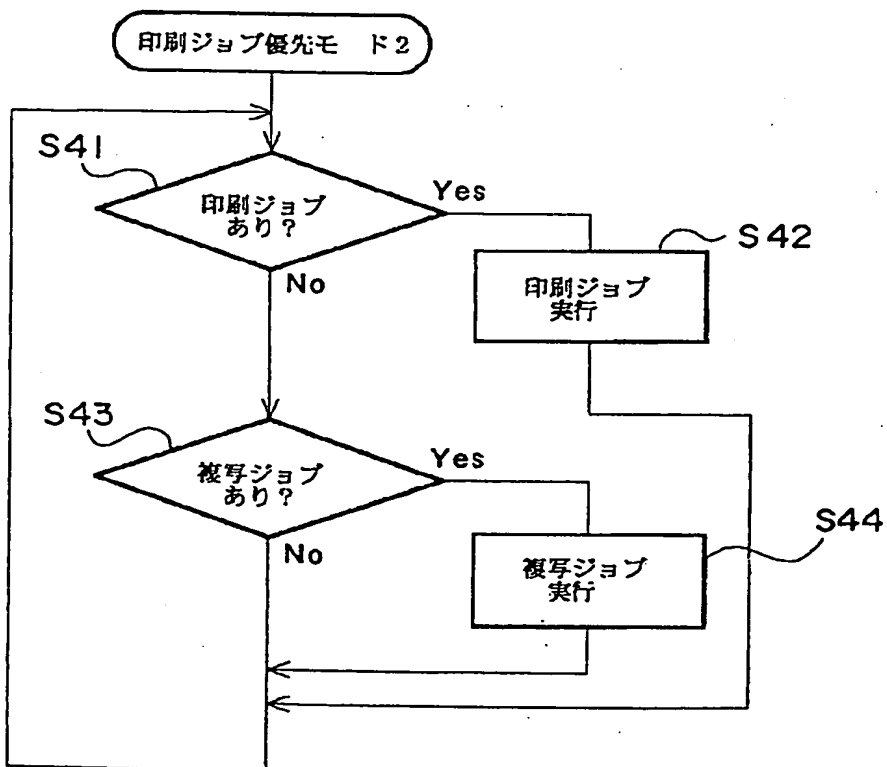 印刷ジョブ優先モ ド2
S41
印刷ジョブ
あり?
Yes
No
S42
印刷ジョブ
実行
S43
複写ジョブ
あり?
Yes
No
S44
複写ジョブ
実行